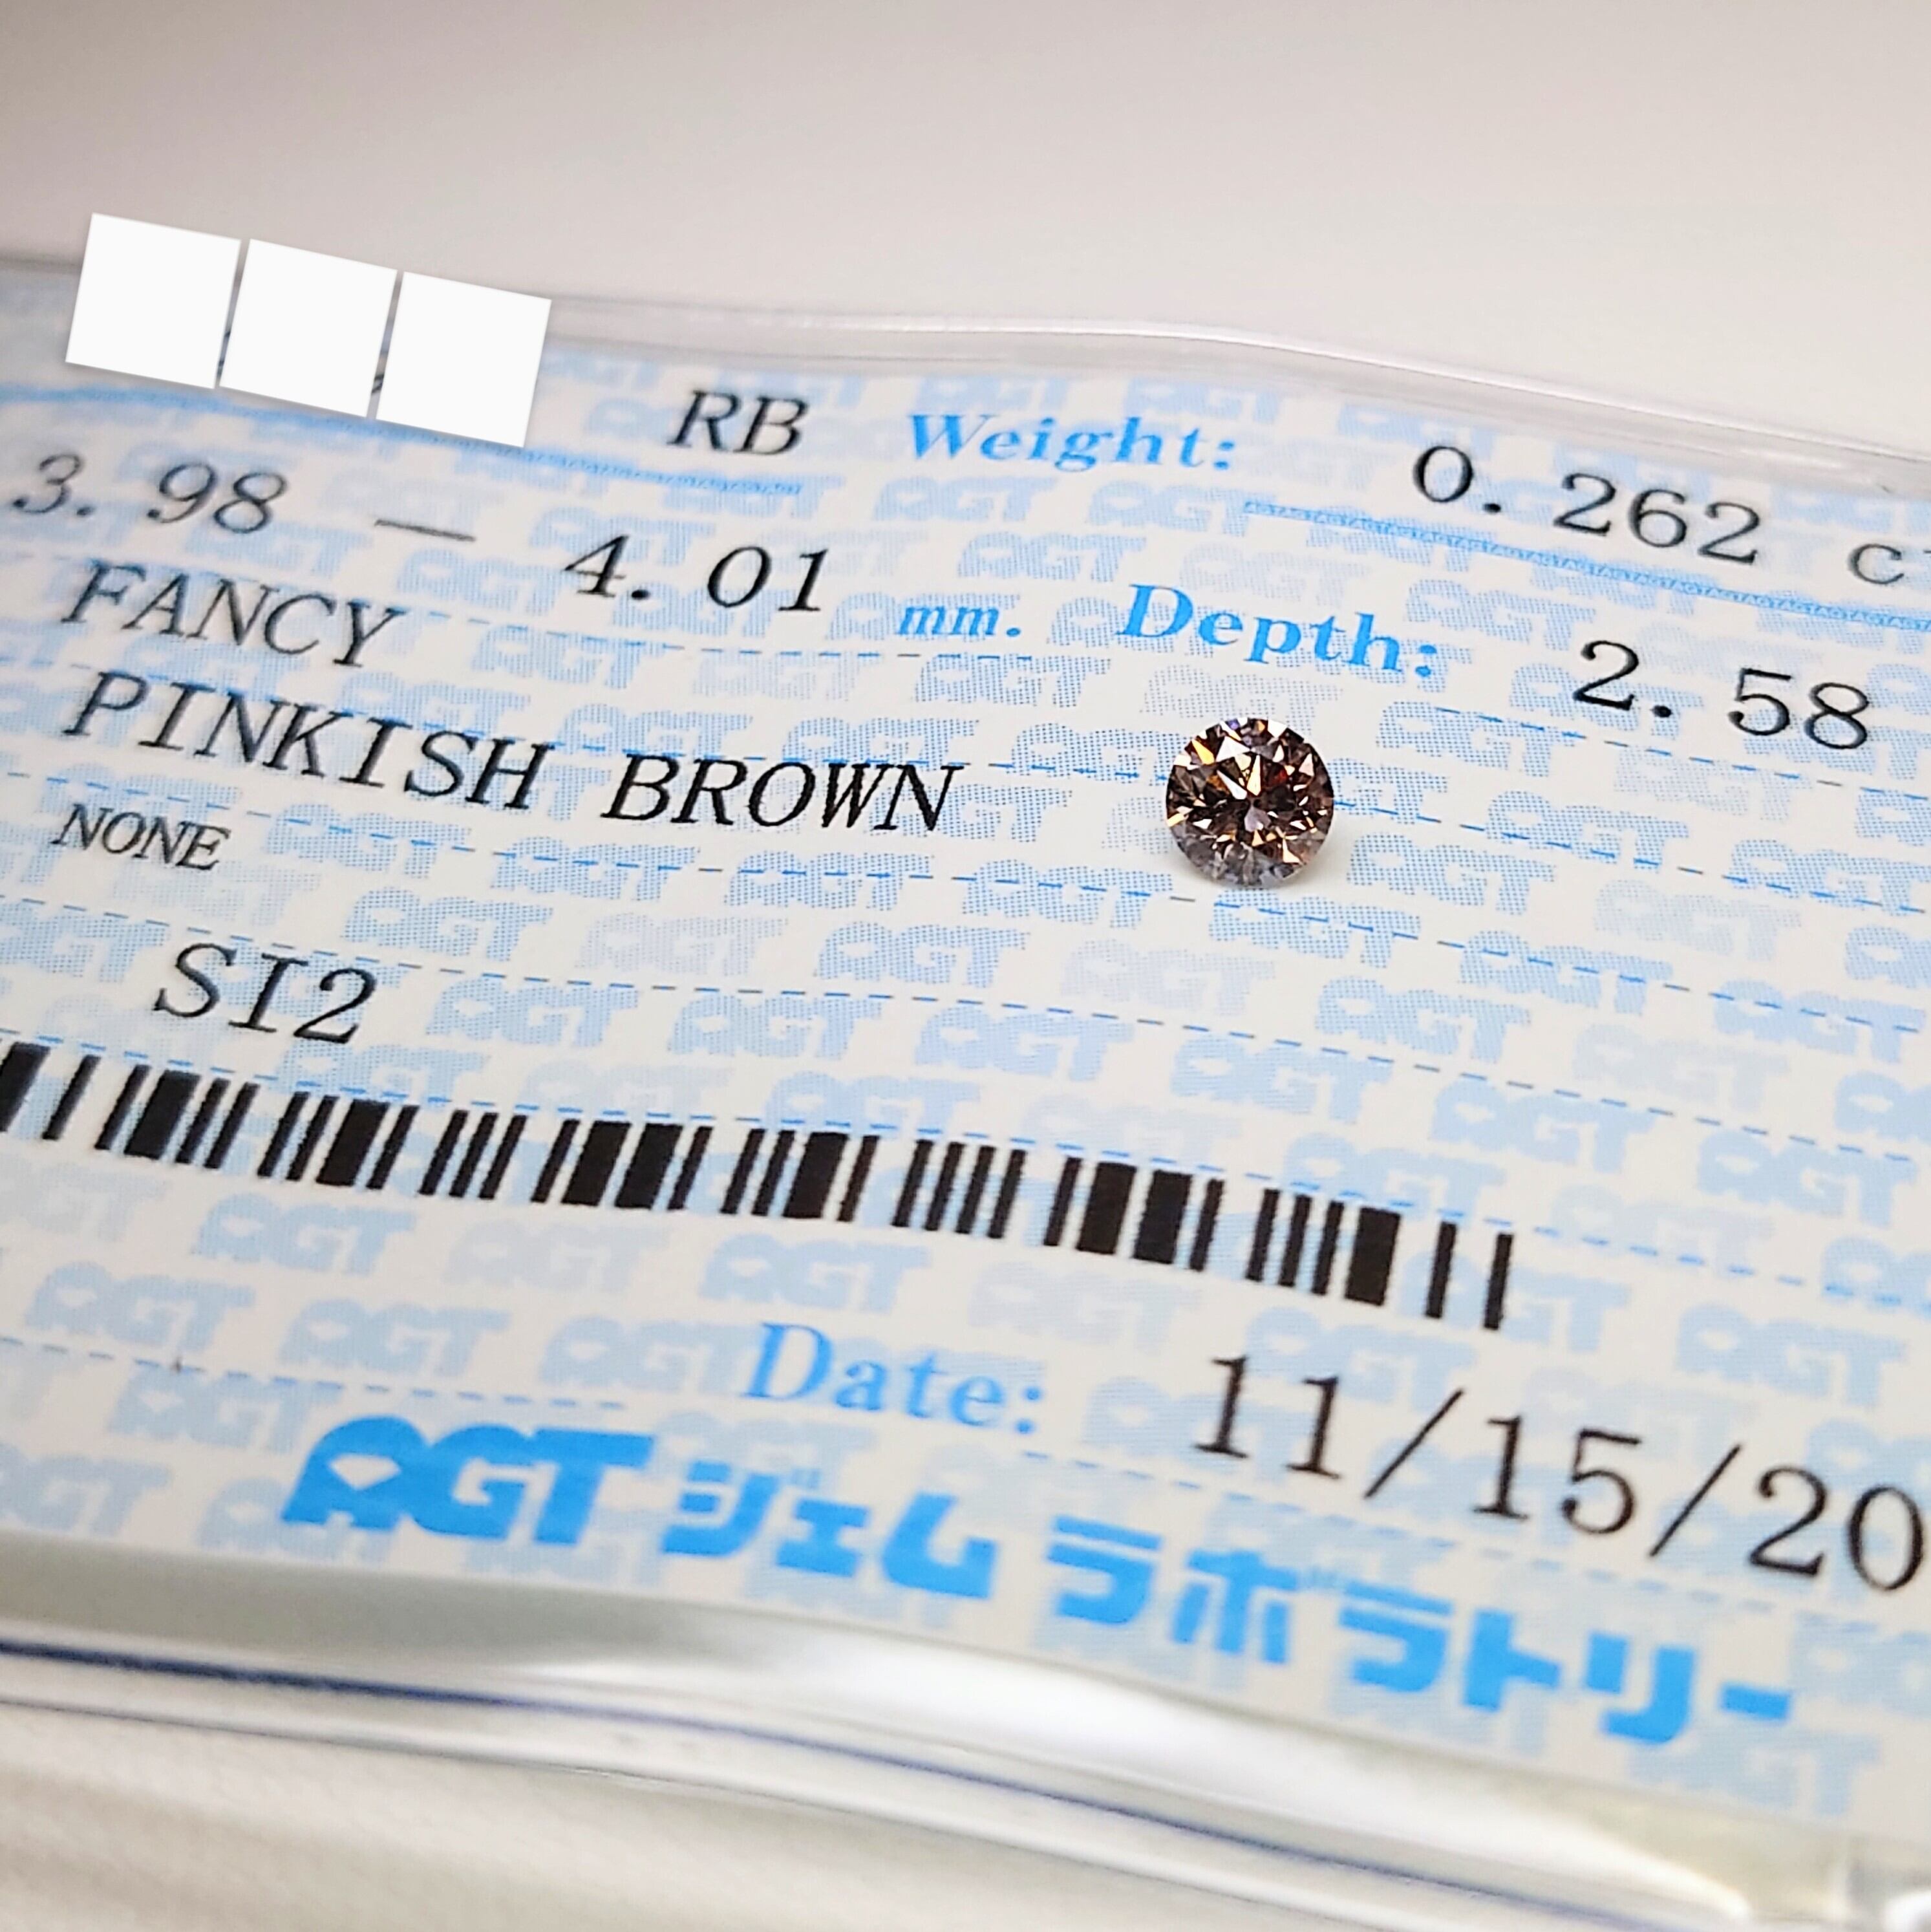 RB Weight: 0.262 c
3.98 — 4.01 mm. Depth: 2.58
FANCY
PINKISH BROWN
NONE
SI2
Date: 11/15/20
AGT ジェム ラボラトリー